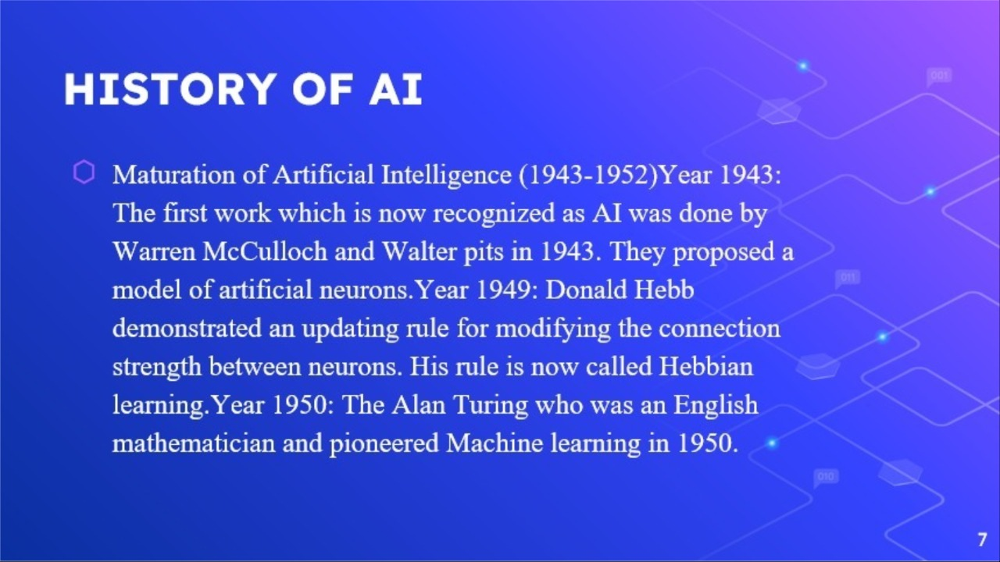 HISTORY OF AI
001
Maturation of Artificial Intelligence (1943-1952)Year 1943:
The first work which is now recognized as AI was done by
Warren McCulloch and Walter pits in 1943. They proposed a
model of artificial neurons.Year 1949: Donald Hebb
011
demonstrated an updating rule for modifying the connection
strength between neurons. His rule is now called Hebbian
learning.Year 1950: The Alan Turing who was an English
mathematician and pioneered Machine learning in 1950.
010
7